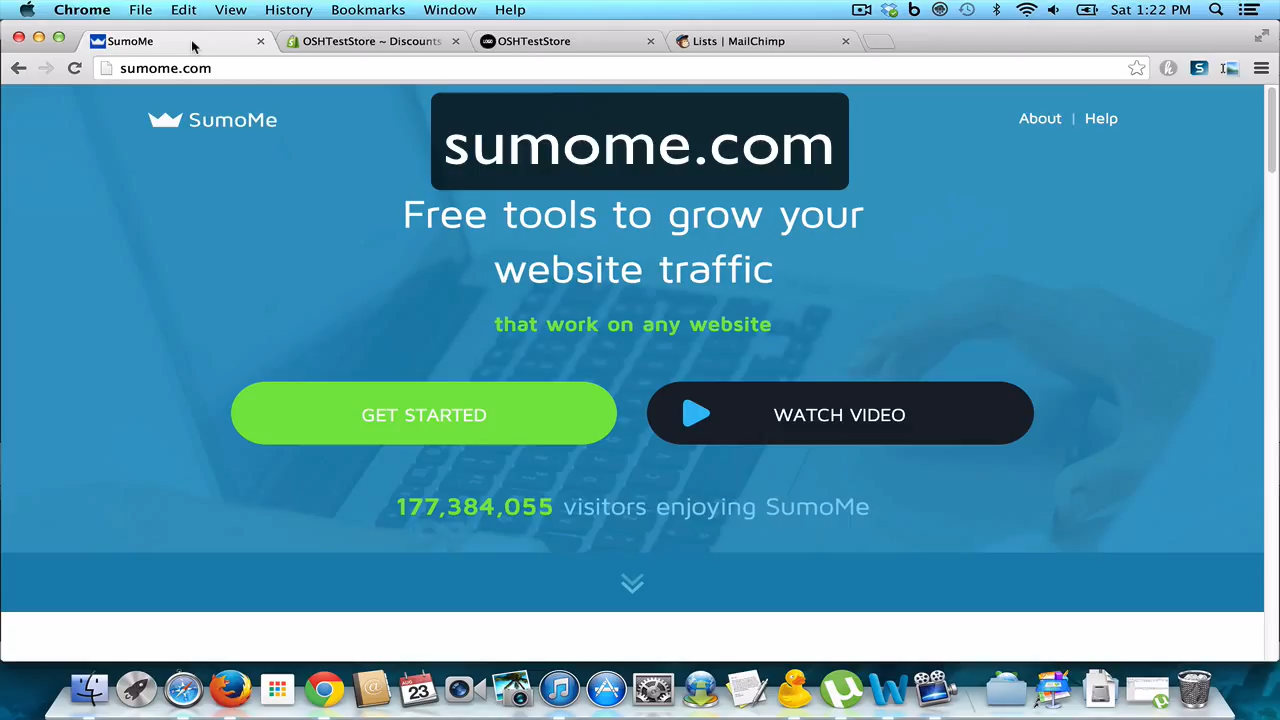 Chrome File Edit View History Bookmarks Window Help Sat 1:22 PM
SumoMe OSHTestStore ~ Discounts OSHTestStore Lists | MailChimp
sumome.com
SumoMe
About | Help
sumome.com
Free tools to grow your
website traffic
that work on any website
GET STARTED
WATCH VIDEO
177,384,055 visitors enjoying SumoMe
AUG
23